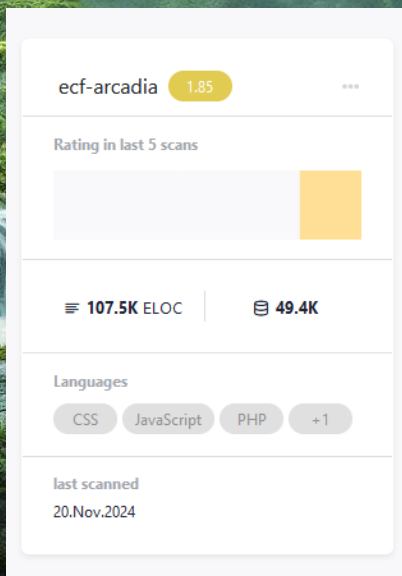 ecf-arcadia 1.85
Rating in last 5 scans
107.5K ELOC 49.4K
Languages
CSS JavaScript PHP +1
last scanned
20.Nov.2024